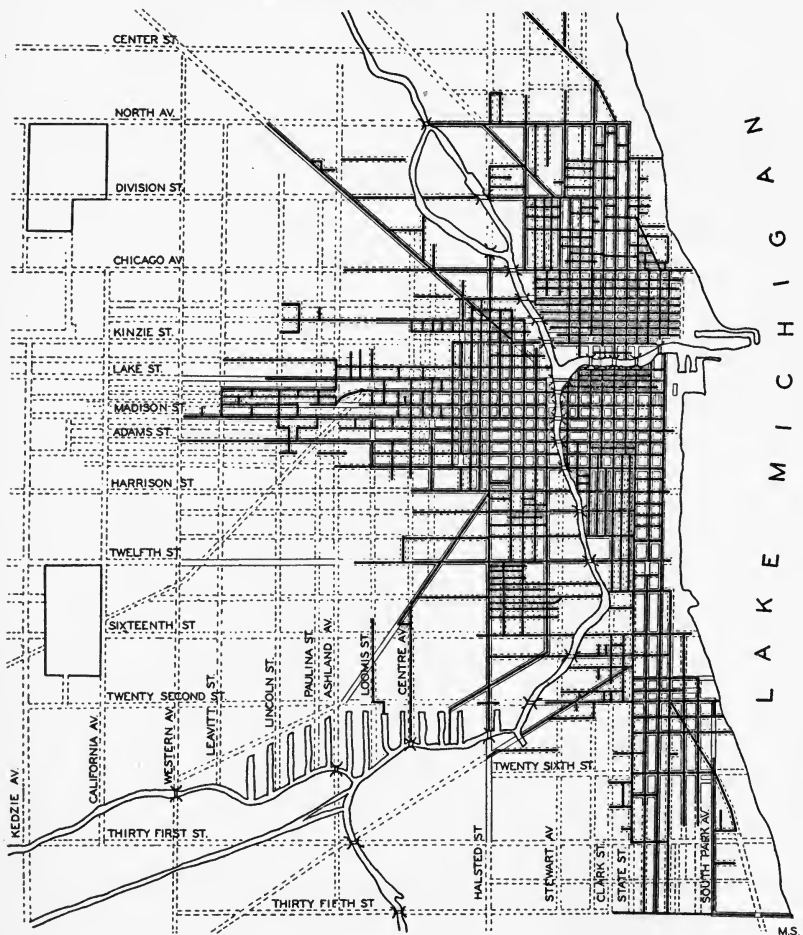 CENTER ST.
NORTH AV.
DIVISION ST.
CHICAGO AV.
KINZIE ST.
LAKE ST.
MADISON ST.
ADAMS ST.
HARRISON ST
TWELFTH ST.
SIXTEENTH ST
TWENTY SECOND ST.
THIRTY FIRST ST.
THIRTY FIFTH ST
TWENTY SIXTH ST.
KEDZIE AV.
CALIFORNIA AV.
WESTERN AV.
LEAVITT ST.
LINCOLN ST.
PAULINA ST.
ASHLAND AV.
LOOMIS ST.
CENTRE AV.
HALSTED ST.
STEWART AV
CLARK ST.
STATE ST.
SOUTH PARK AV.
LAKE MICHIGAN
M.S.